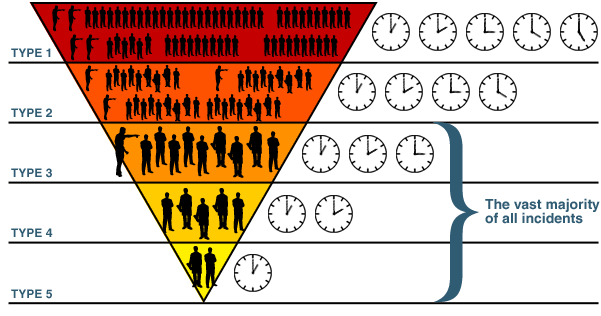 TYPE 1
TYPE 2
TYPE 3
TYPE 4
The vast majority
of all incidents
TYPE 5